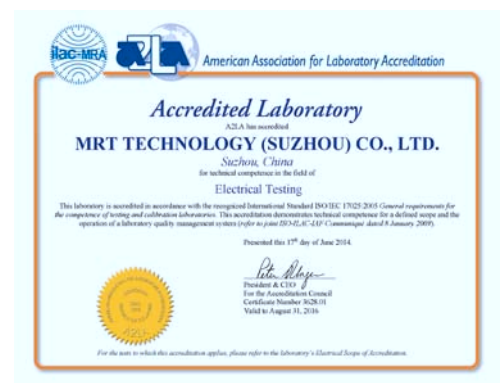 ilac-MRA
A2LA
American Association for Laboratory Accreditation
Accredited Laboratory
A2LA has accredited
MRT TECHNOLOGY (SUZHOU) CO., LTD.
Suzhou, China
for technical competence in the field of
Electrical Testing
This laboratory is accredited in accordance with the recognized International Standard ISO/IEC 17025:2005 General requirements for
the competence of testing and calibration laboratories. This accreditation demonstrates technical competence for a defined scope and the
operation of a laboratory quality management system (refer to joint ISO-ILAC-IAF Communiqué dated 8 January 2009).
Presented this 17th day of June 2014.
President & CEO
For the Accreditation Council
Certificate Number 3628.01
Valid to August 31, 2016
A2LA
For the tests to which this accreditation applies, please refer to the laboratory's Electrical Scope of Accreditation.